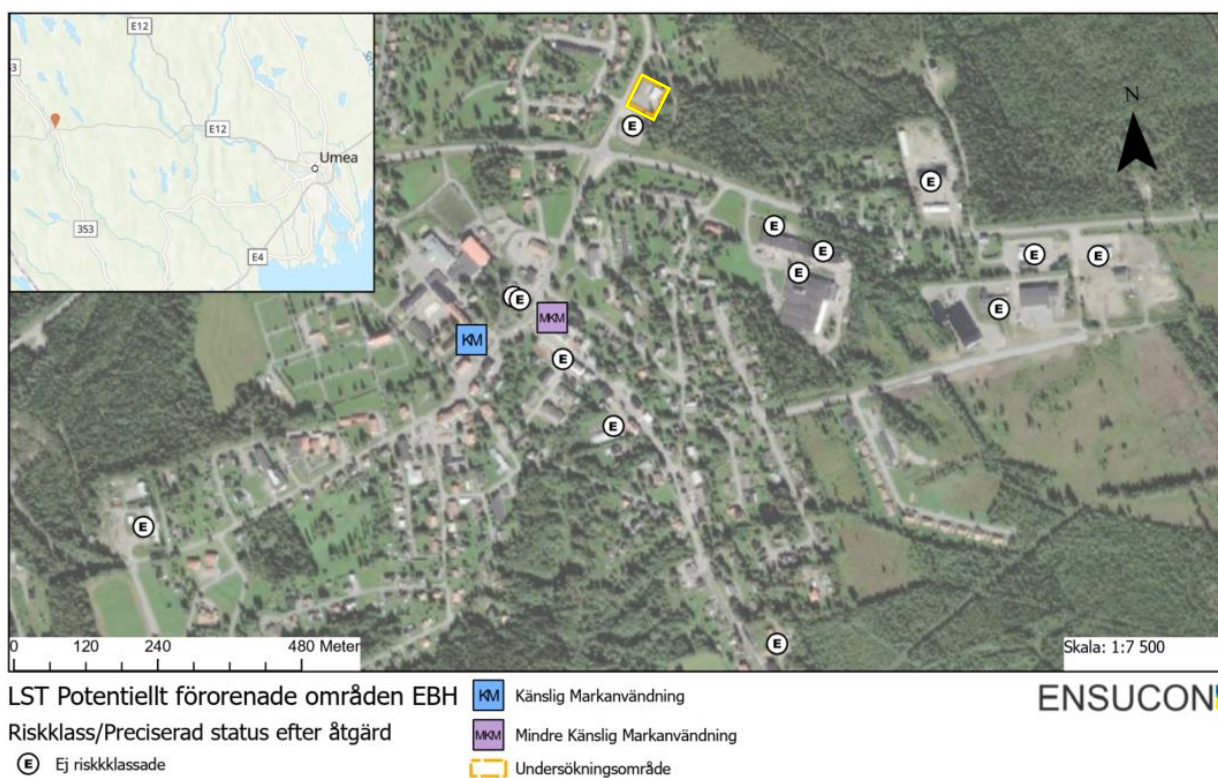 E12
3
E12
Umea
353
E4
N
E
E
E
E
E
E
E
E
E
E
MKM
KM
E
E
E
E
0 120 240 480 Meter
Skala: 1:7 500
LST Potentiellt förorenade områden EBH
Riskklass/Preciserad status efter åtgärd
E Ej riskkklassade
KM Känslig Markanvändning
MKM Mindre Känslig Markanvändning
Undersökningsområde
ENSUCON